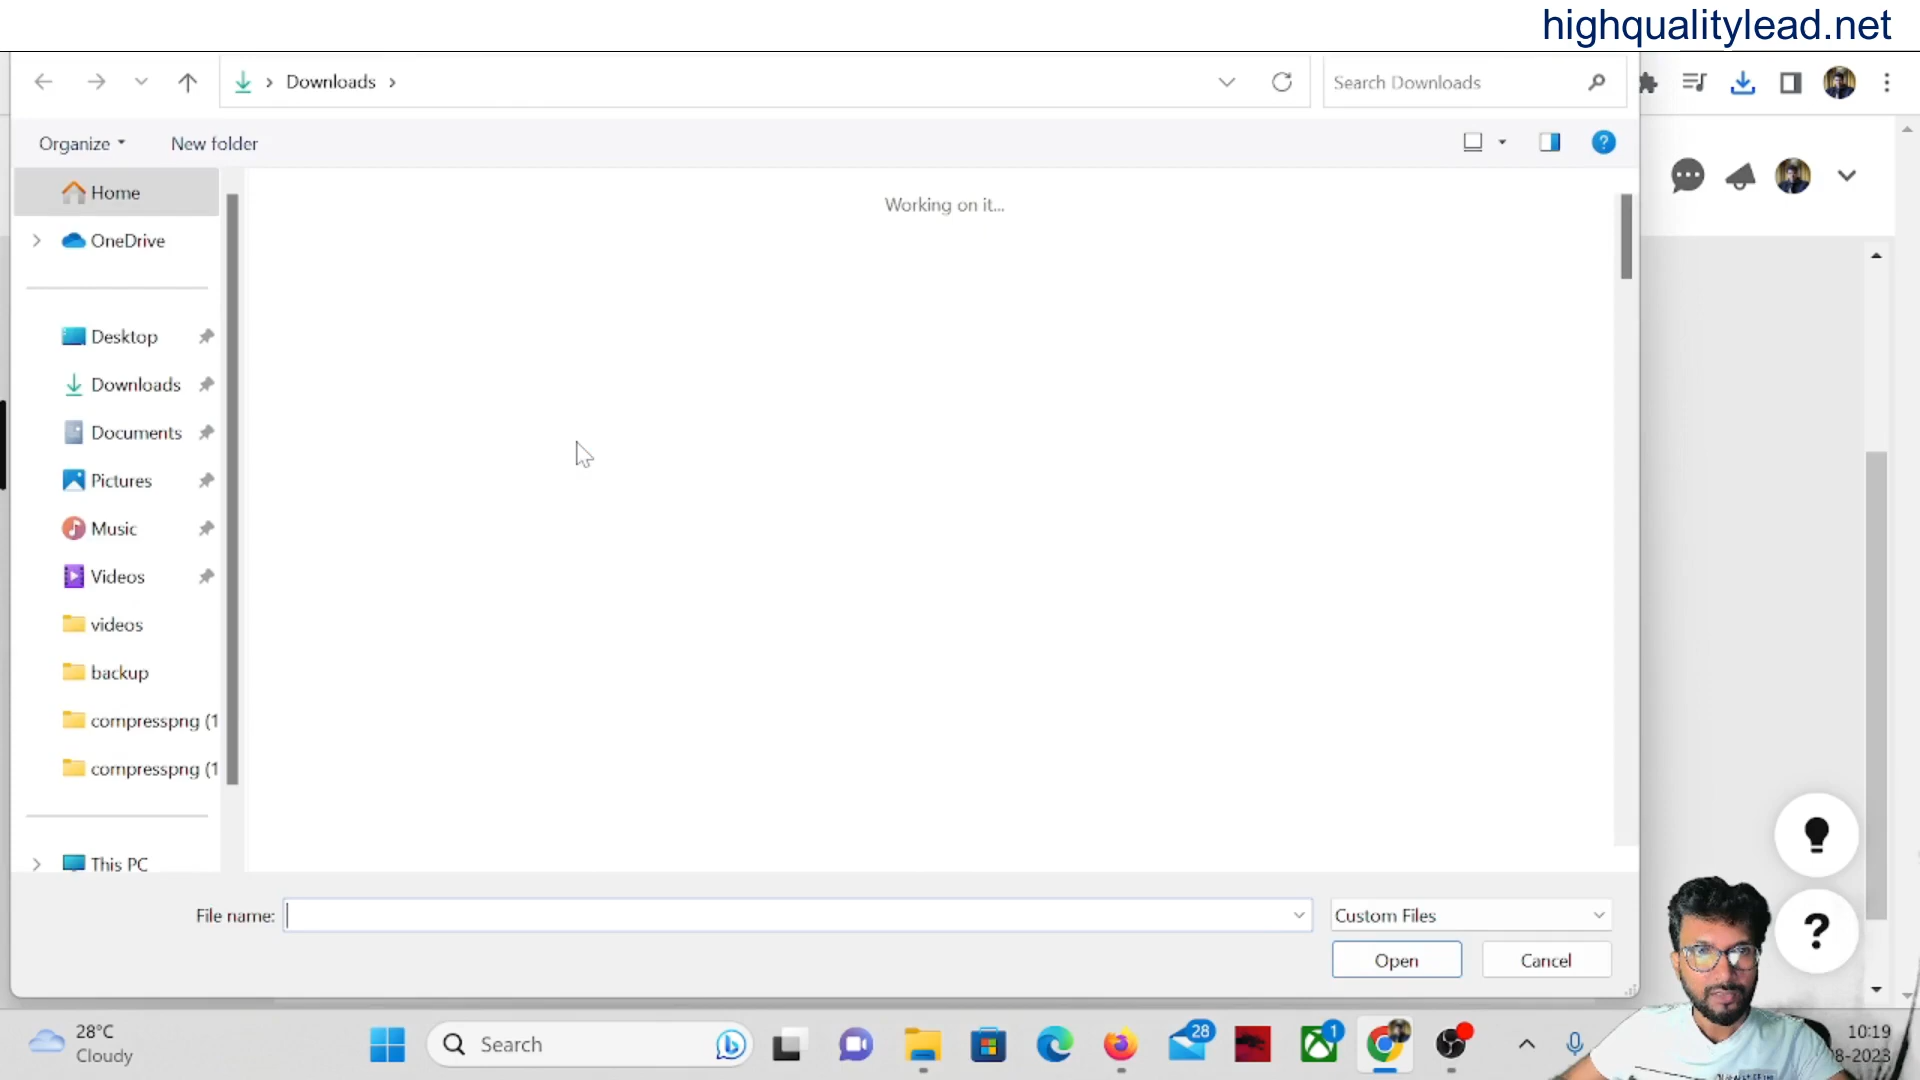 highqualitylead.net
Downloads
Search Downloads
Organize
New folder
Home
Working on it...
OneDrive
Desktop
Downloads
Documents
Pictures
Music
Videos
videos
backup
compresspng (1
compresspng (1
This PC
File name:
Custom Files
Open
Cancel
?
28°C
Cloudy
Search
28
1
10:19
8-2023